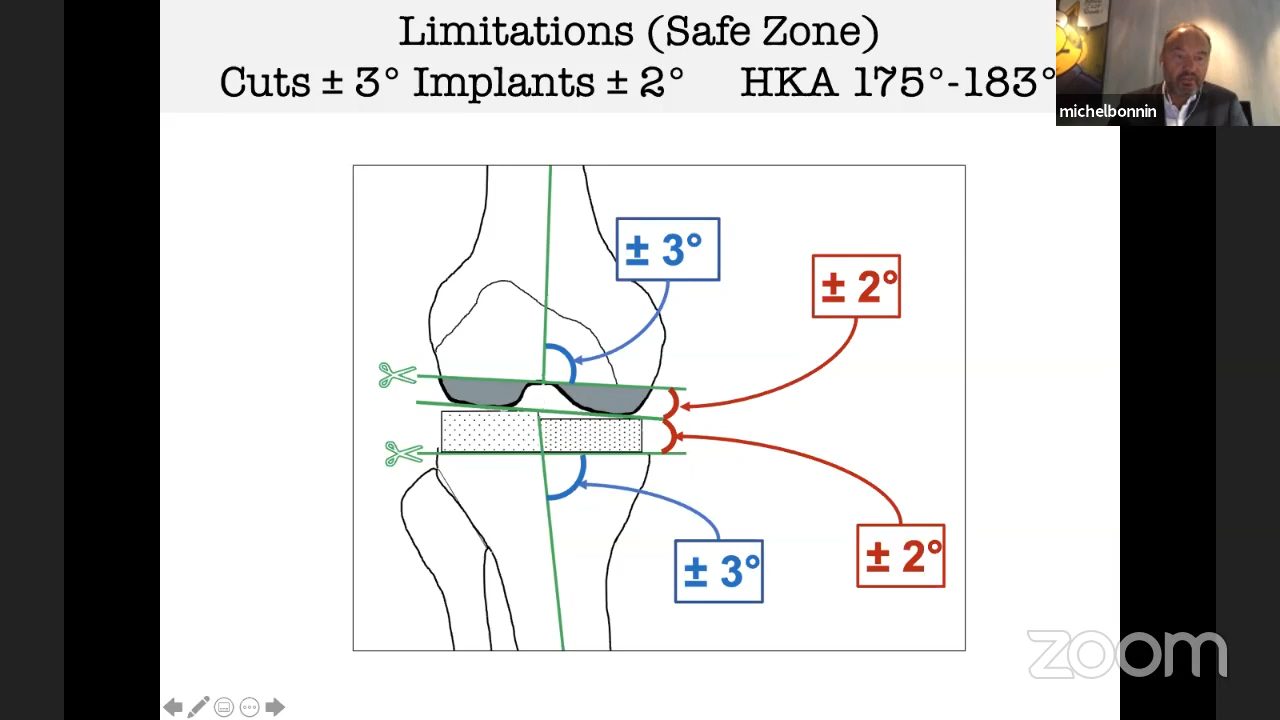 Limitations (Safe Zone)
Cuts ± 3° Implants ± 2° HKA 175°-183°
michelbonnin
± 3°
± 2°
± 2°
± 3°
zoom